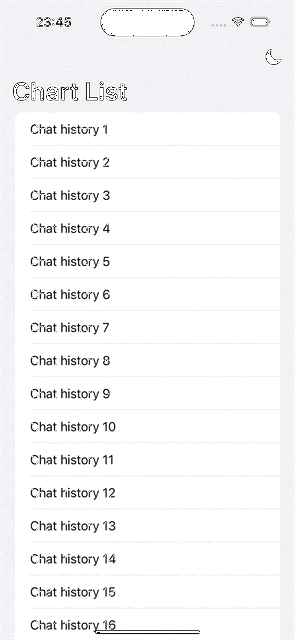 23:45
Chart List
Chat history 1
Chat history 2
Chat history 3
Chat history 4
Chat history 5
Chat history 6
Chat history 7
Chat history 8
Chat history 9
Chat history 10
Chat history 11
Chat history 12
Chat history 13
Chat history 14
Chat history 15
Chat history 16